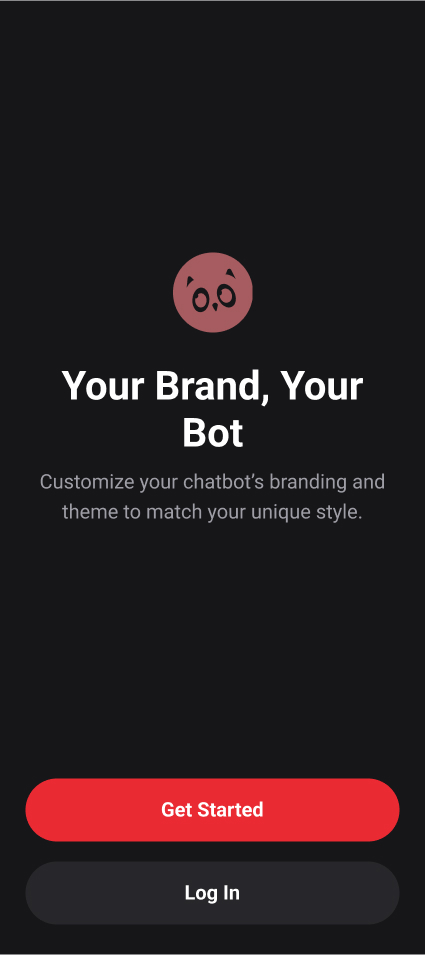 Your Brand, Your
Bot
Customize your chatbot’s branding and
theme to match your unique style.
Get Started
Log In